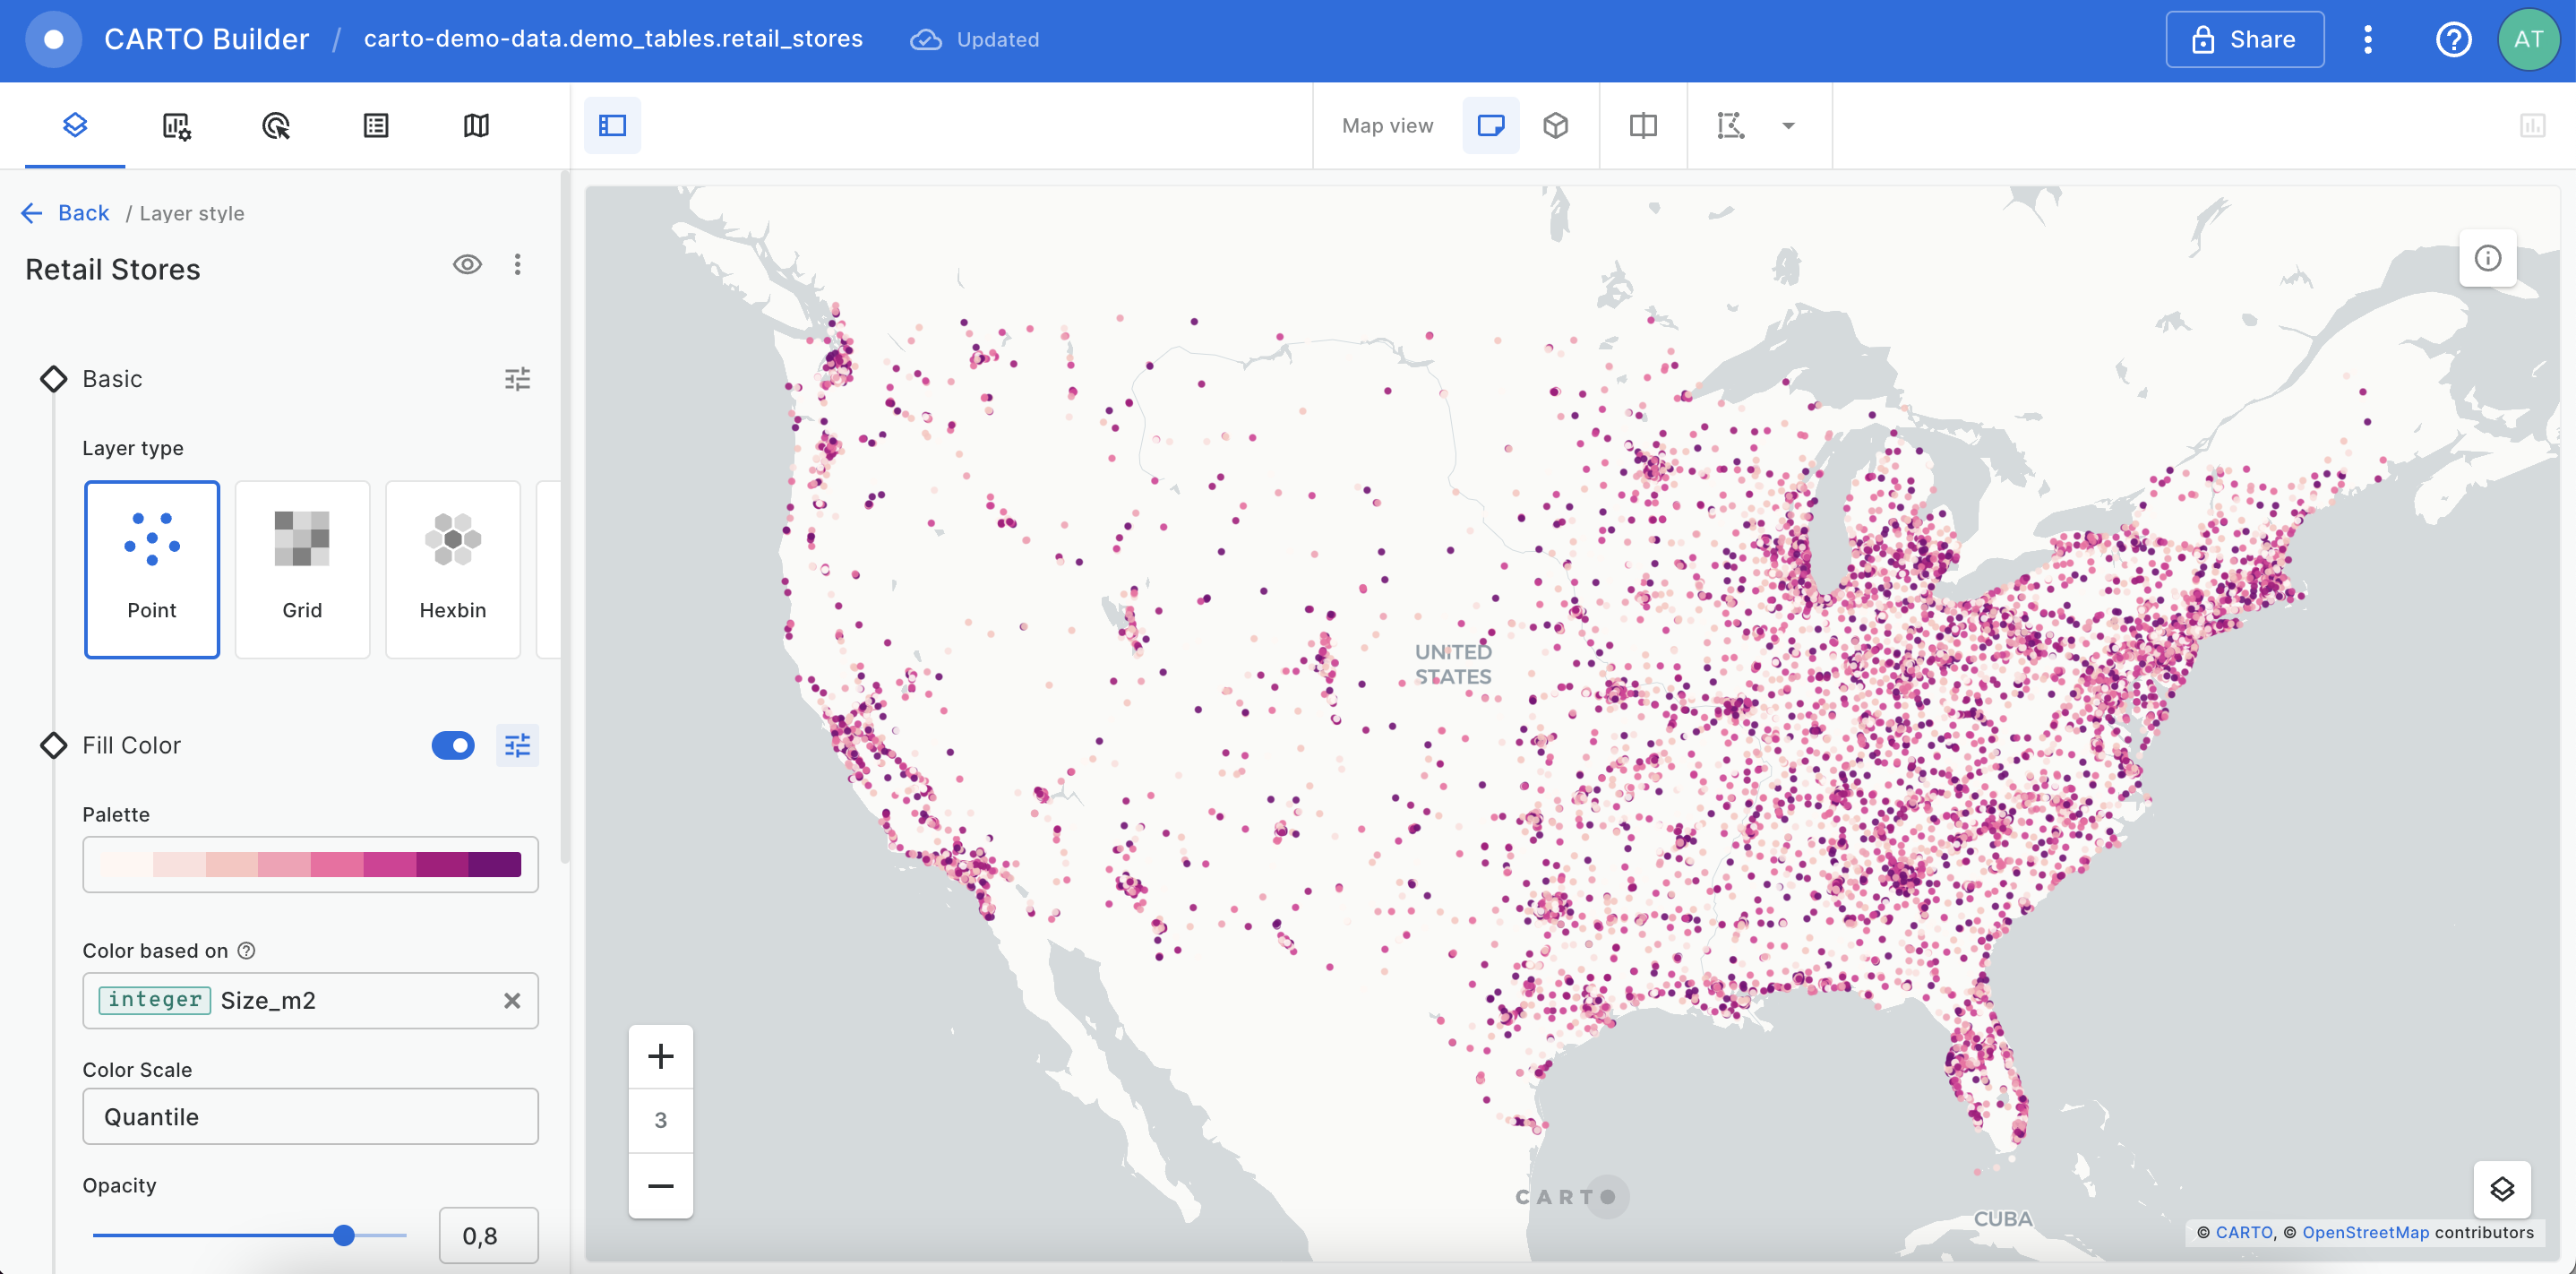 CARTO Builder / carto-demo-data.demo_tables.retail_stores Updated Share AT
Map view
Back / Layer style
Retail Stores
Basic
Layer type
Point Grid Hexbin
Fill Color
Palette
Color based on
integer Size_m2
Color Scale
Quantile
Opacity
0,8
UNITED
STATES
3
CARTO
CUBA
© CARTO, © OpenStreetMap contributors